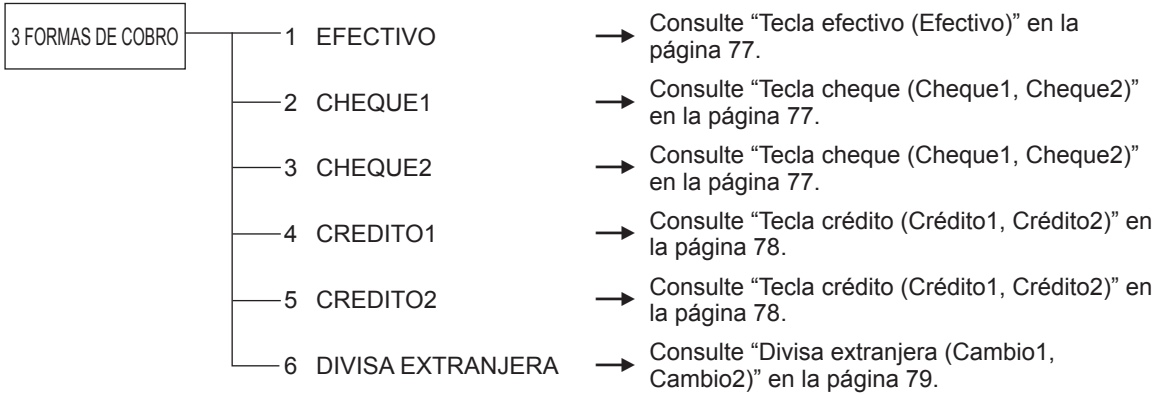 3 FORMAS DE COBRO
1 EFECTIVO
Consulte “Tecla efectivo (Efectivo)” en la
página 77.
2 CHEQUE1
Consulte “Tecla cheque (Cheque1, Cheque2)”
en la página 77.
3 CHEQUE2
Consulte “Tecla cheque (Cheque1, Cheque2)”
en la página 77.
4 CREDITO1
Consulte “Tecla crédito (Crédito1, Crédito2)” en
la página 78.
5 CREDITO2
Consulte “Tecla crédito (Crédito1, Crédito2)” en
la página 78.
6 DIVISA EXTRANJERA
Consulte “Divisa extranjera (Cambio1,
Cambio2)” en la página 79.